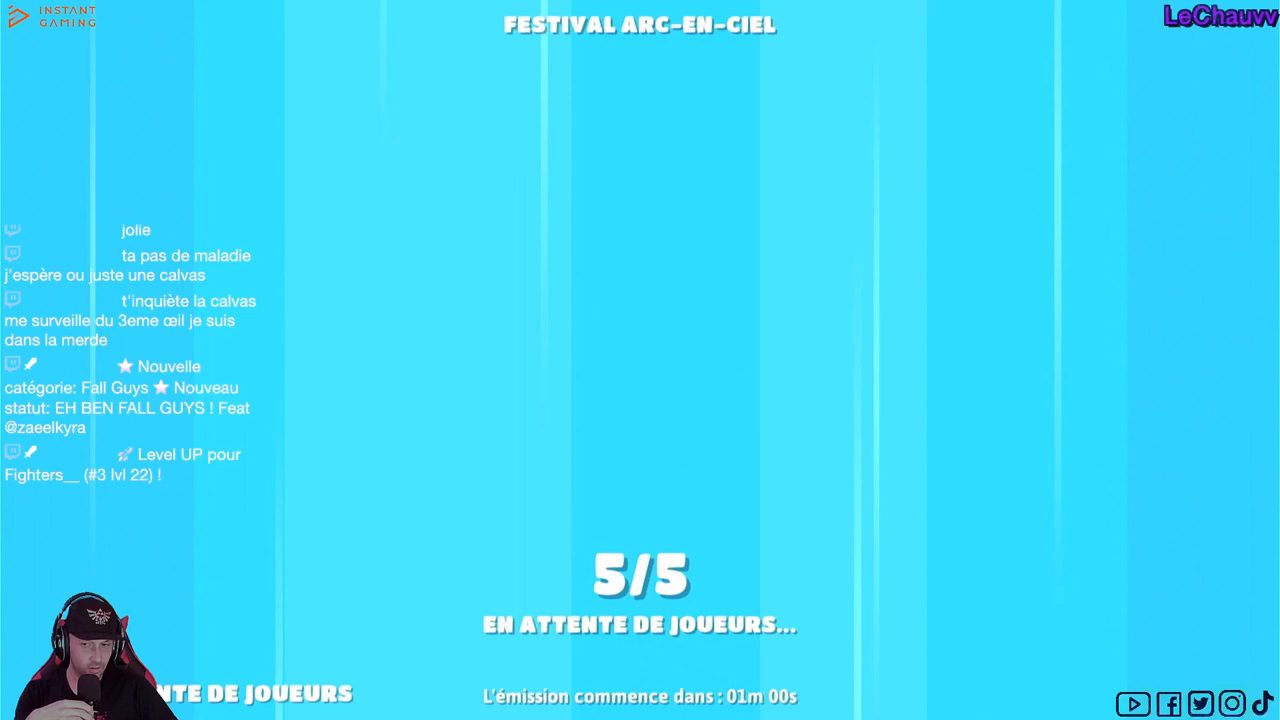 INSTANT
GAMING
FESTIVAL ARC-EN-CIEL
LeChauvv
jolie
ta pas de maladie
j'espère ou juste une calvas
t'inquiète la calvas
me surveille du 3eme œil je suis
dans la merde
Nouvelle
catégorie: Fall Guys ⭐ Nouveau
statut: EH BEN FALL GUYS ! Feat
@zaeelkyra
🚀 Level UP pour
Fighters__ (#3 lvl 22) !
5/5
EN ATTENTE DE JOUEURS...
NTE DE JOUEURS
L'émission commence dans : 01m 00s